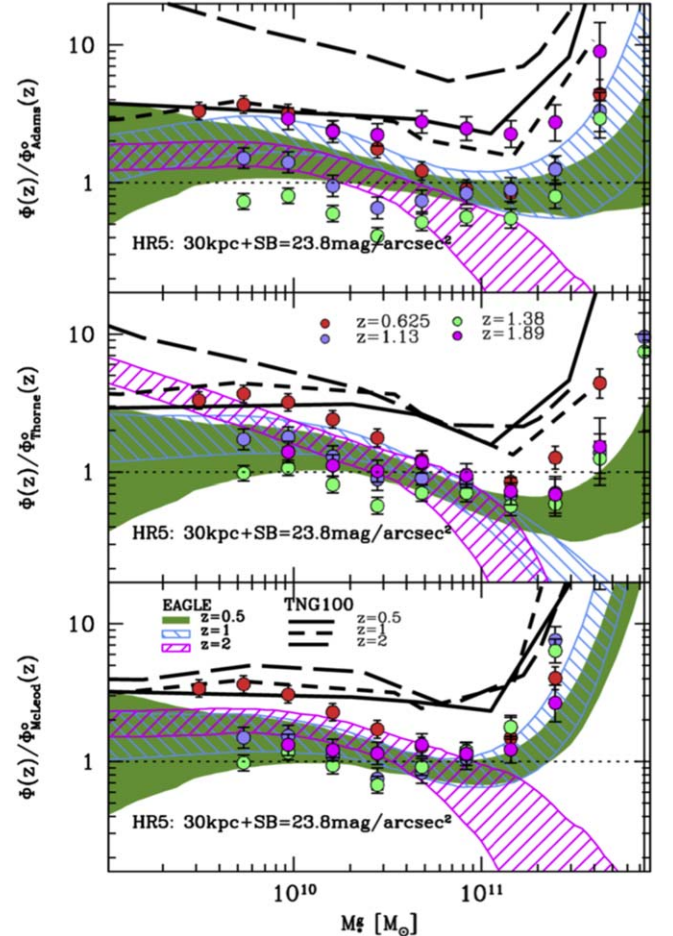 10
1
Φ(z)/Φ°Adams(z)
HR5: 30kpc+SB=23.8mag/arcsec²
10
z=0.625 z=1.38
z=1.13 z=1.89
1
Φ(z)/Φ°Thorne(z)
HR5: 30kpc+SB=23.8mag/arcsec²
EAGLE TNG100
z=0.5 z=0.5
z=1 z=1
z=2 z=2
10
1
Φ(z)/Φ°McLeod(z)
HR5: 30kpc+SB=23.8mag/arcsec²
10¹⁰ 10¹¹
M*ᵍ [M⊙]